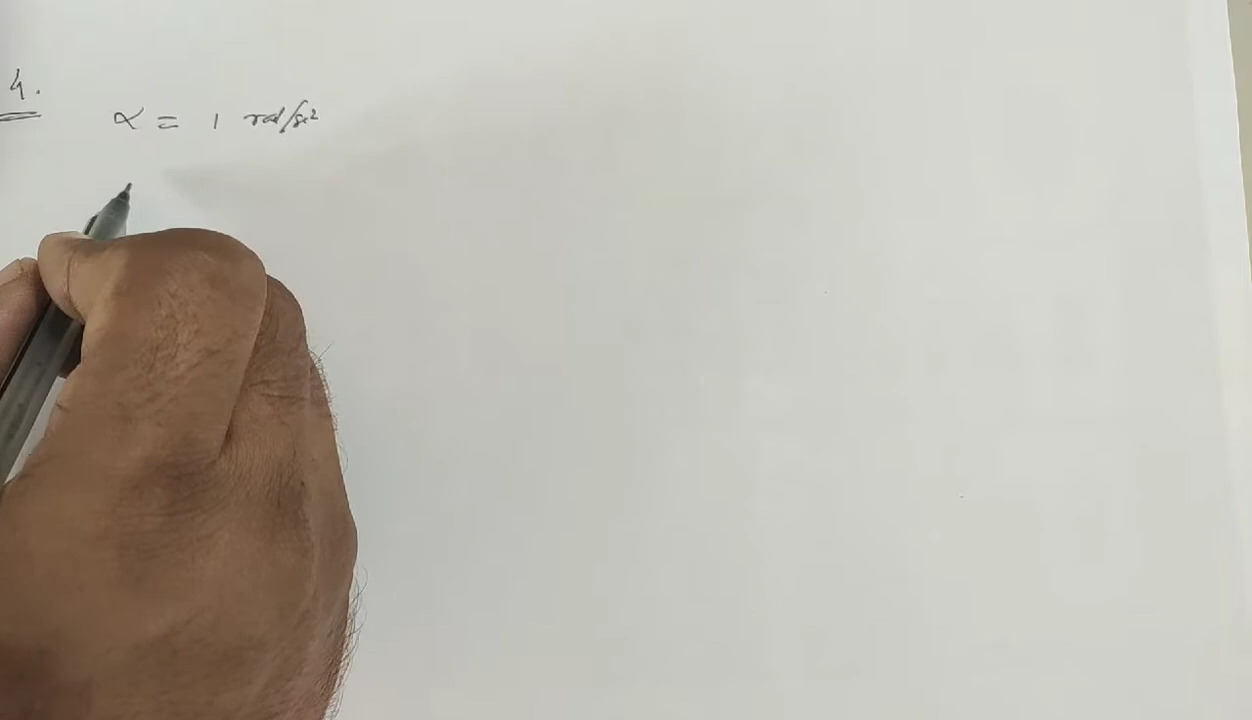 4.
α = 1 rad/sec²